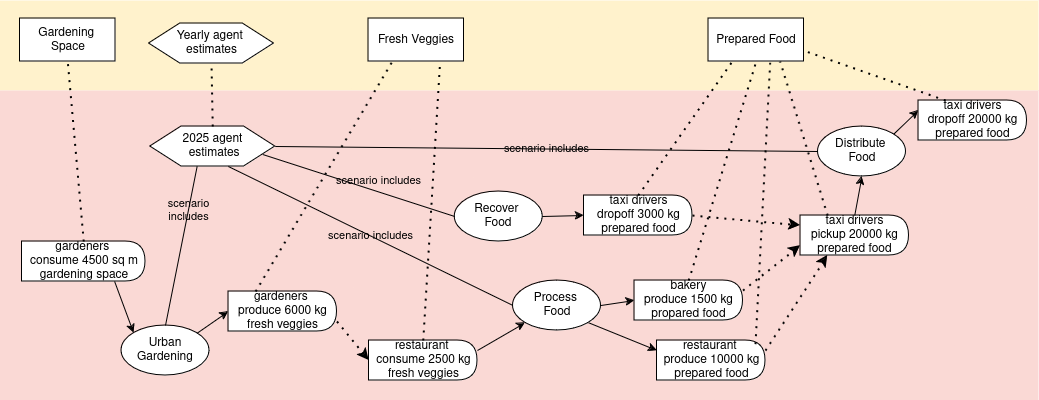 Gardening
Space
Yearly agent
estimates
Fresh Veggies
Prepared Food
taxi drivers
dropoff 20000 kg
prepared food
2025 agent
estimates
scenario includes
Distribute
Food
scenario includes
scenario
includes
Recover
Food
taxi drivers
dropoff 3000 kg
prepared food
taxi drivers
pickup 20000 kg
prepared food
scenario includes
gardeners
consume 4500 sq m
gardening space
gardeners
produce 6000 kg
fresh veggies
Process
Food
bakery
produce 1500 kg
propared food
Urban
Gardening
restaurant
consume 2500 kg
fresh veggies
restaurant
produce 10000 kg
prepared food